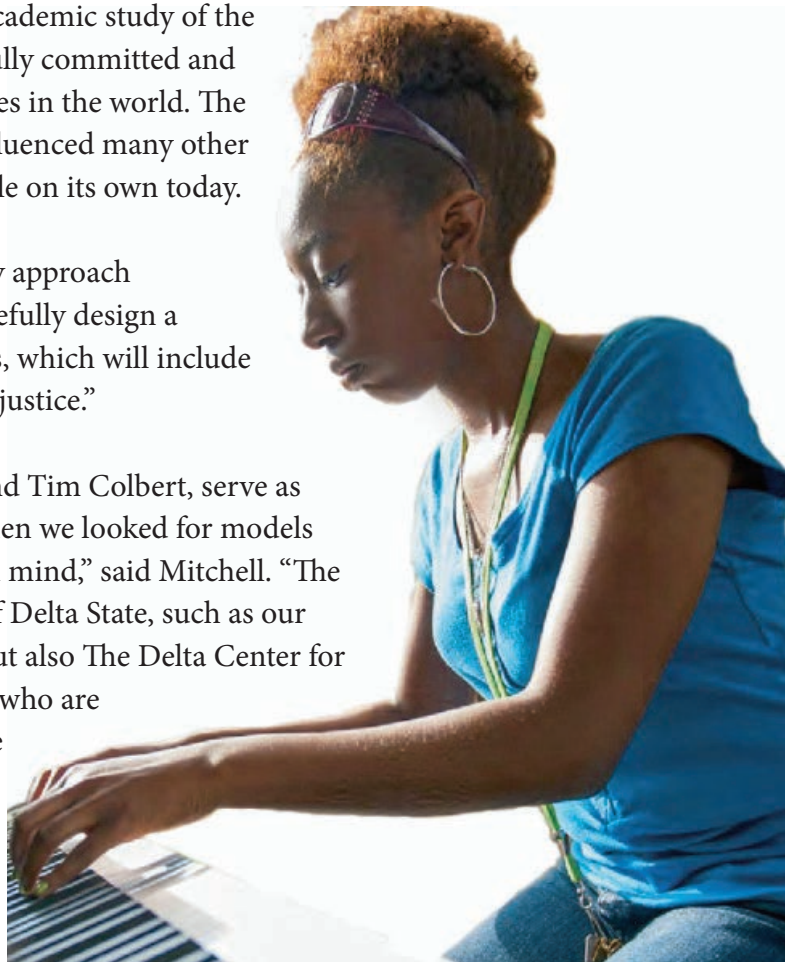 cademic study of the
ully committed and
es in the world. The
luenced many other
le on its own today.
y approach
efully design a
s, which will include
justice.”
nd Tim Colbert, serve as
en we looked for models
mind,” said Mitchell. “The
f Delta State, such as our
ut also The Delta Center for
who are
e